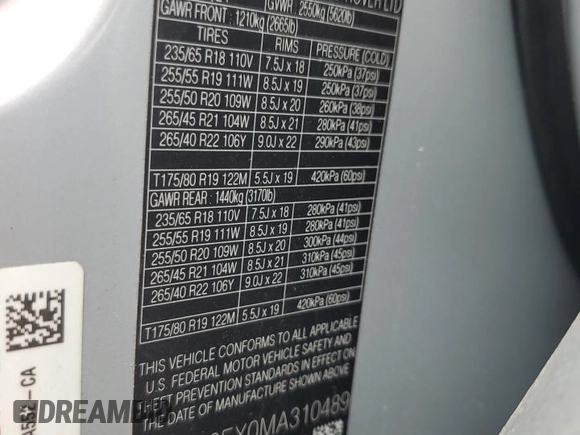 ROVER LTD
GVWR: 2550kg (5620lb)
GAWR FRONT: 1210kg (2665lb)
TIRES RIMS PRESSURE (COLD)
235/65 R18 110V 7.5J x 18 250kPa (37psi)
255/55 R19 111W 8.5J x 19 250kPa (37psi)
255/50 R20 109W 8.5J x 20 260kPa (38psi)
265/45 R21 104W 8.5J x 21 280kPa (41psi)
265/40 R22 106Y 9.0J x 22 290kPa (43psi)
T175/80 R19 122M 5.5J x 19 420kPa (60psi)
GAWR REAR: 1440kg (3170lb)
235/65 R18 110V 7.5J x 18 280kPa (41psi)
255/55 R19 111W 8.5J x 19 280kPa (41psi)
255/50 R20 109W 8.5J x 20 300kPa (44psi)
265/45 R21 104W 8.5J x 21 310kPa (45psi)
265/40 R22 106Y 9.0J x 22 310kPa (45psi)
T175/80 R19 122M 5.5J x 19 420kPa (60psi)
THIS VEHICLE CONFORMS TO ALL APPLICABLE
U.S. FEDERAL MOTOR VEHICLE SAFETY AND
THEFT PREVENTION STANDARDS IN EFFECT ON
THE DATE OF MANUFACTURE SHOWN ABOVE
EX0MA310489
-CA
DREAMBID.COM